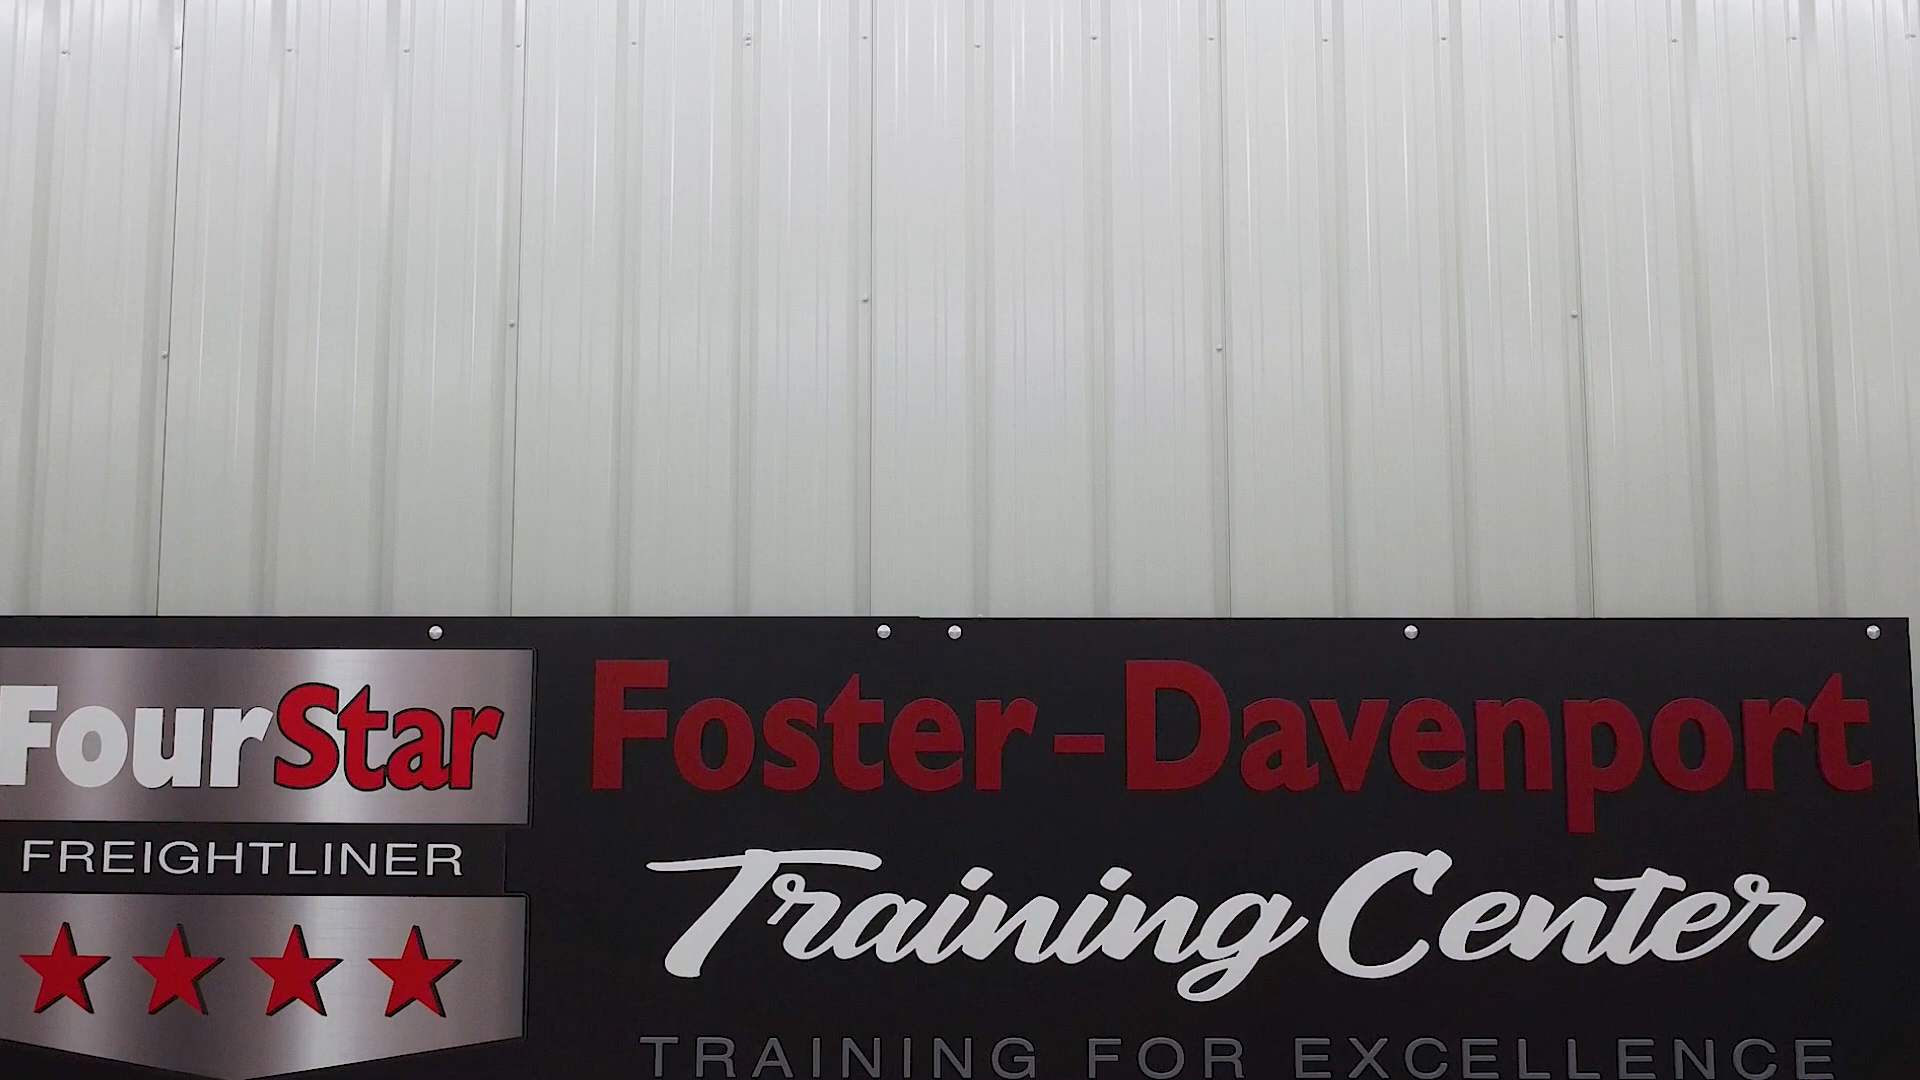 FourStar
FREIGHTLINER
Foster-Davenport
Training Center
TRAINING FOR EXCELLENCE